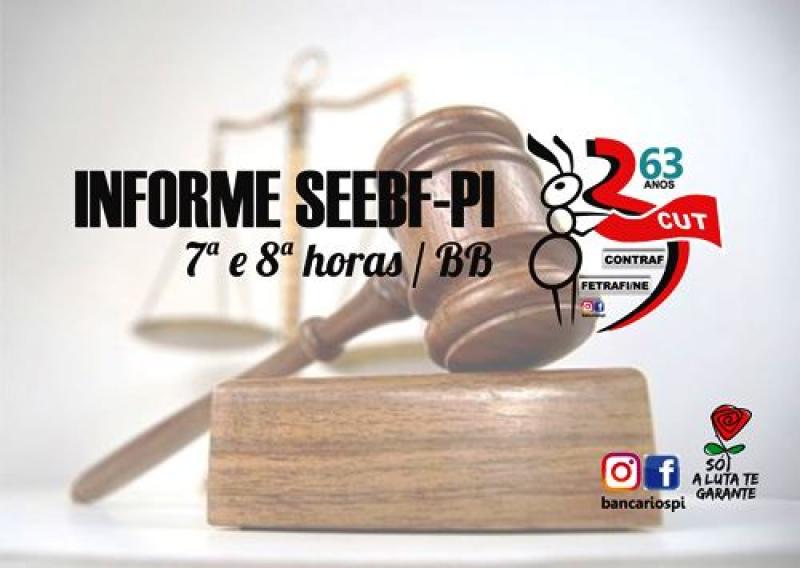 INFORME SEEBF-PI
7ª e 8ª horas / BB
63
ANOS
CUT
CONTRAF
FETRAFI/NE
bancariospi
SÓ
A LUTA TE
GARANTE